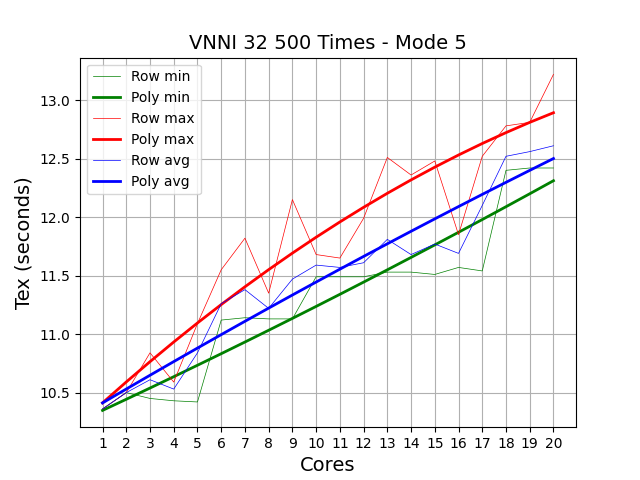 VNNI 32 500 Times - Mode 5
Row min
Poly min
Row max
Poly max
Row avg
Poly avg
13.0
12.5
12.0
11.5
11.0
10.5
Tex (seconds)
1 2 3 4 5 6 7 8 9 10 11 12 13 14 15 16 17 18 19 20
Cores